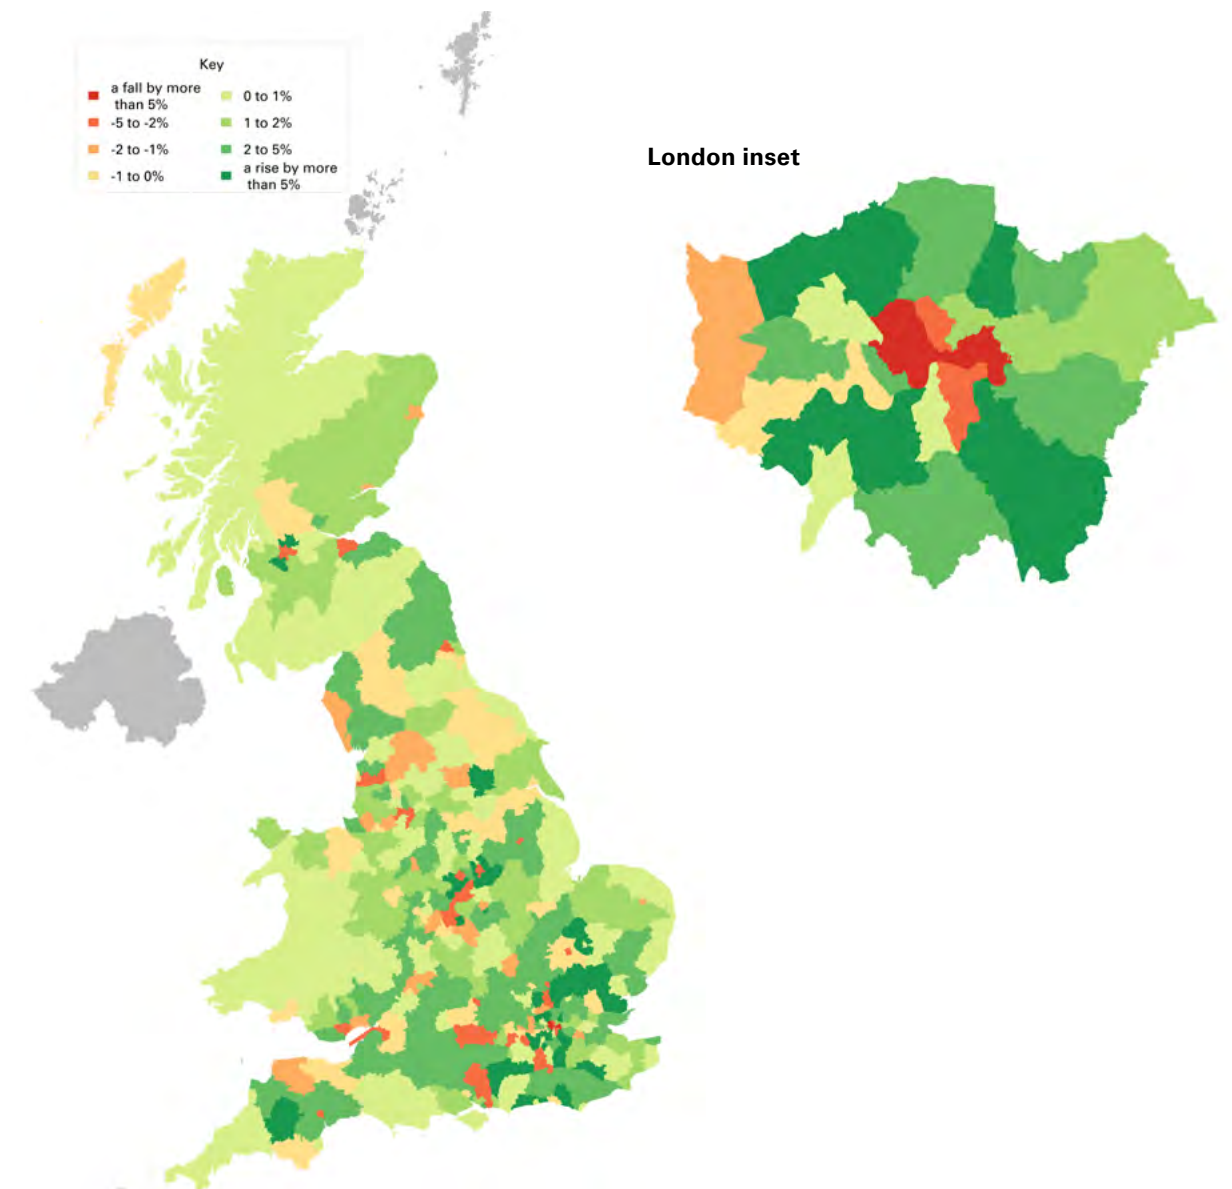 Key
a fall by more
than 5%
-5 to -2%
-2 to -1%
-1 to 0%
0 to 1%
1 to 2%
2 to 5%
a rise by more
than 5%
London inset